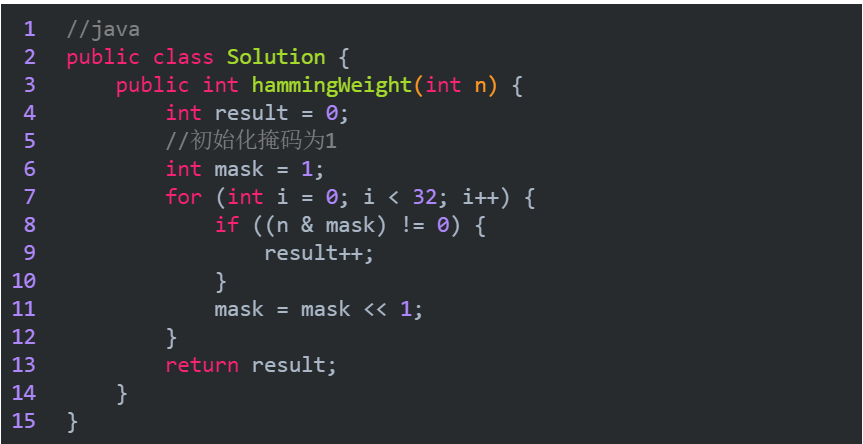 1 //java
2 public class Solution {
3     public int hammingWeight(int n) {
4         int result = 0;
5         //初始化掩码为1
6         int mask = 1;
7         for (int i = 0; i < 32; i++) {
8             if ((n & mask) != 0) {
9                 result++;
10             }
11             mask = mask << 1;
12         }
13         return result;
14     }
15 }